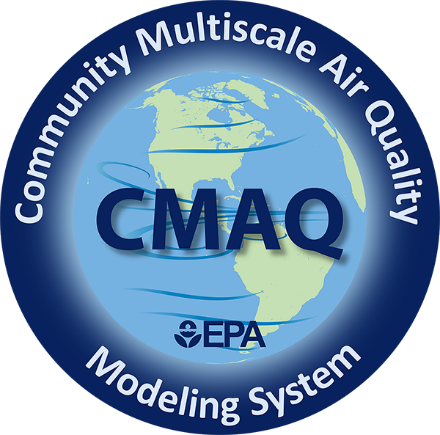 Community Multiscale Air Quality
CMAQ
EPA
Modeling System